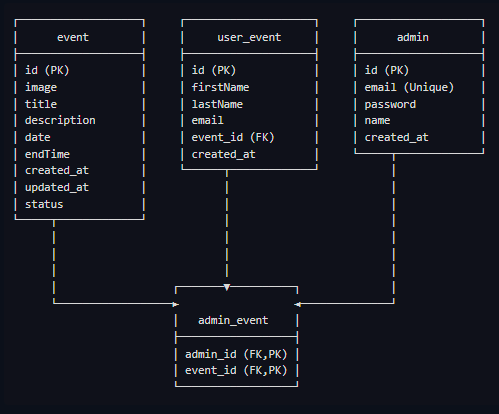 event
id (PK)
image
title
description
date
endTime
created_at
updated_at
status
user_event
id (PK)
firstName
lastName
email
event_id (FK)
created_at
admin
id (PK)
email (Unique)
password
name
created_at
admin_event
admin_id (FK,PK)
event_id (FK,PK)